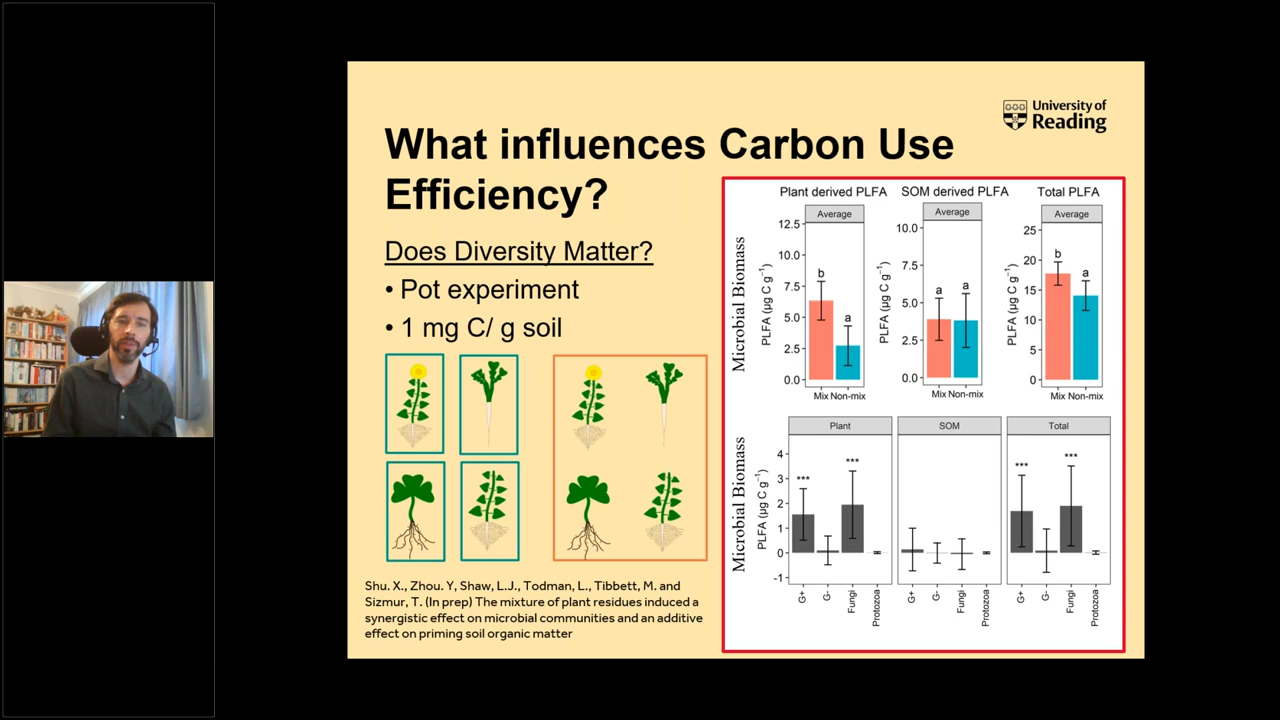 University of
Reading
What influences Carbon Use
Efficiency?
Does Diversity Matter?
• Pot experiment
• 1 mg C/ g soil
Shu. X., Zhou. Y, Shaw, L.J., Todman, L., Tibbett, M. and
Sizmur, T. (In prep) The mixture of plant residues induced a
synergistic effect on microbial communities and an additive
effect on priming soil organic matter
Plant derived PLFA
SOM derived PLFA
Total PLFA
Microbial Biomass
PLFA (µg C g⁻¹)
Average
12.5
10.0
7.5
5.0
2.5
0.0
b
a
Mix Non-mix
PLFA (µg C g⁻¹)
Average
10.0
7.5
5.0
2.5
0.0
a
a
Mix Non-mix
PLFA (µg C g⁻¹)
Average
25
20
15
10
5
0
b
a
Mix Non-mix
Microbial Biomass
PLFA (µg C g⁻¹)
4
3
2
1
0
-1
Plant
***
***
G+
G-
Fungi
Protozoa
SOM
G+
G-
Fungi
Protozoa
Total
***
***
G+
G-
Fungi
Protozoa